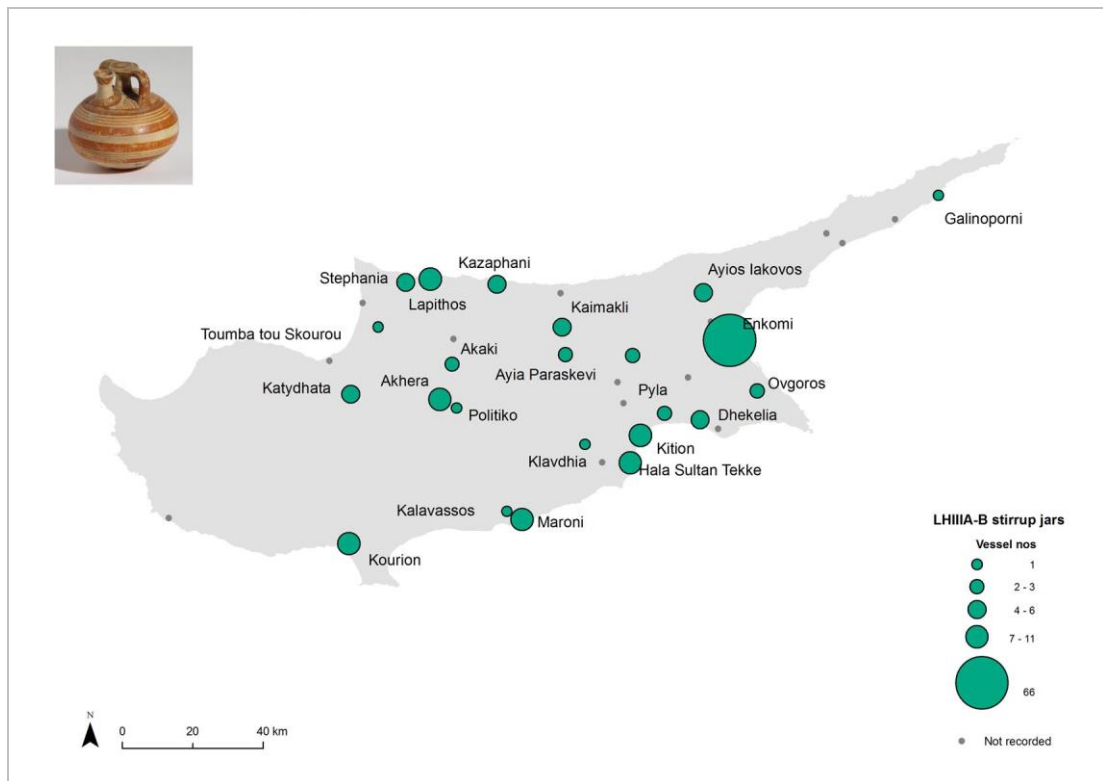 Galinoporni
Kazaphani
Stephania
Ayios Iakovos
Lapithos
Kaimakli
Enkomi
Toumba tou Skourou
Akaki
Ayia Paraskevi
Katydhata
Akhera
Pyla
Ovgoros
Politiko
Dhekelia
Kition
Klavdhia
Hala Sultan Tekke
Kalavassos
Maroni
Kourion
LHIIIA-B stirrup jars
Vessel nos
1
2 - 3
4 - 6
7 - 11
66
Not recorded
N
0 20 40 km